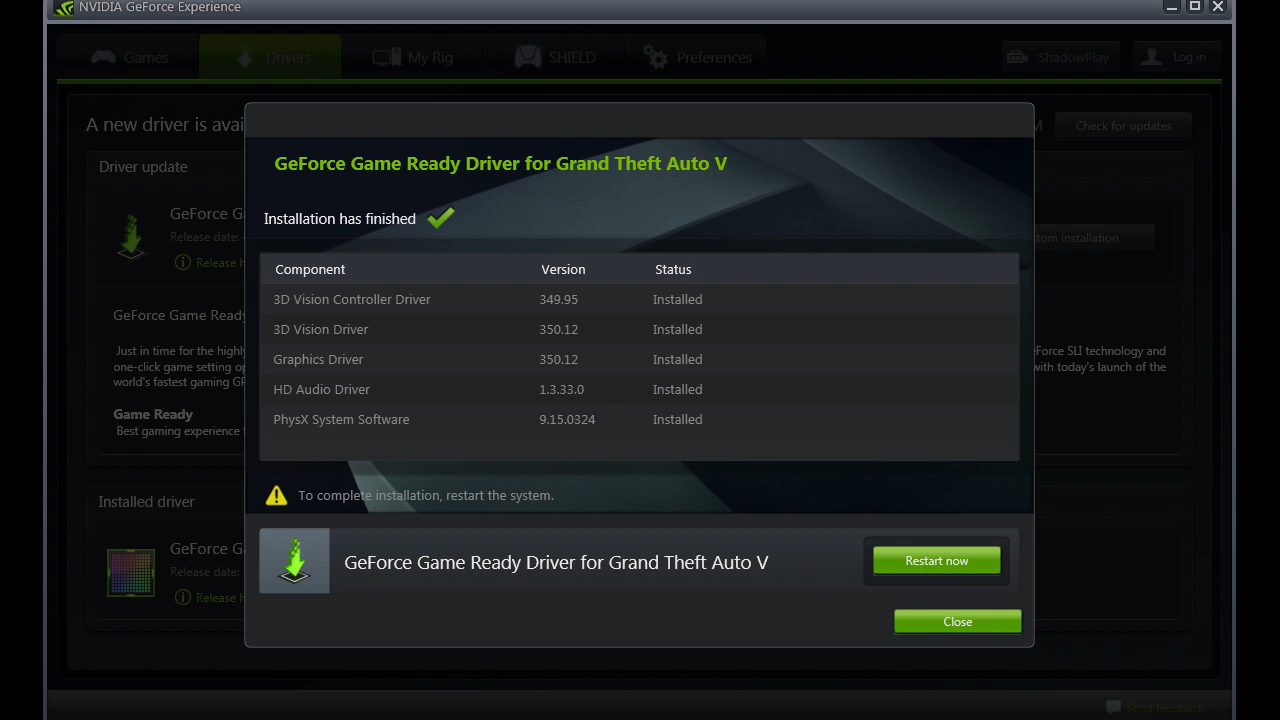 NVIDIA GeForce Experience
Games Drivers My Rig SHIELD Preferences ShadowPlay Log in
A new driver is avai
Check for updates
Driver update
GeForce Game Ready Driver for Grand Theft Auto V
Installation has finished
Component Version Status
3D Vision Controller Driver 349.95 Installed
3D Vision Driver 350.12 Installed
Graphics Driver 350.12 Installed
HD Audio Driver 1.3.33.0 Installed
PhysX System Software 9.15.0324 Installed
To complete installation, restart the system.
GeForce Game Ready Driver for Grand Theft Auto V
Restart now
Close
GeForce G
Release date:
Release h
tom installation
GeForce Game Ready
Just in time for the highl
one-click game setting op
world's fastest gaming GP
eForce SLI technology and
with today's launch of the
Game Ready
Best gaming experience
Installed driver
GeForce G
Release date:
Release h
Send feedback